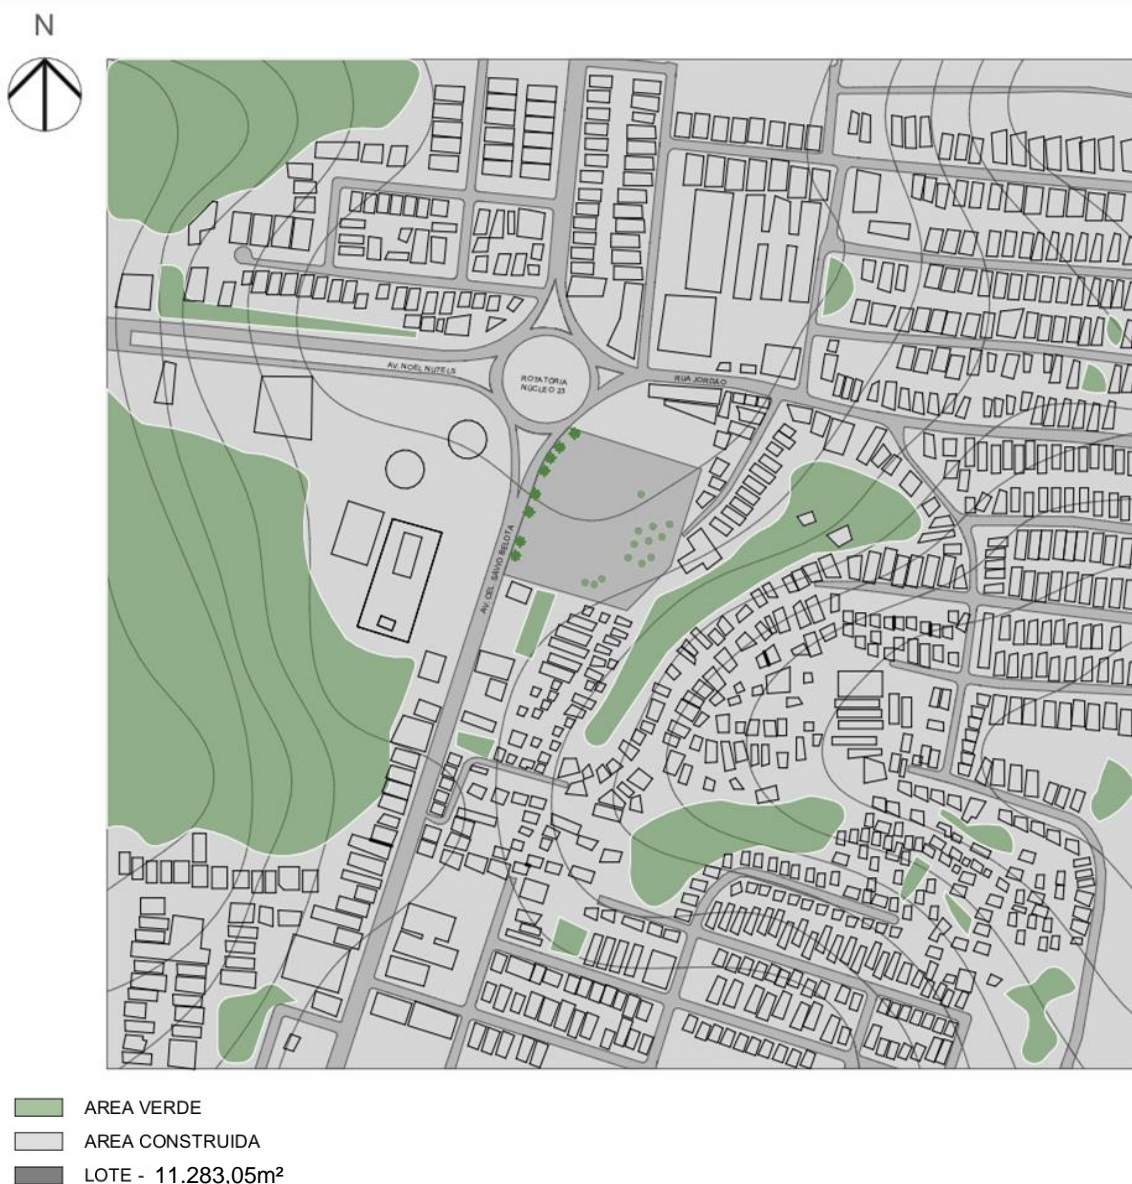 N
AV. NOEL NUTELS
ROTATÓRIA
NÚCLEO 23
RUA JORDÃO
AV. CEL. SÁVIO BELOTA
AREA VERDE
AREA CONSTRUIDA
LOTE - 11.283,05m²